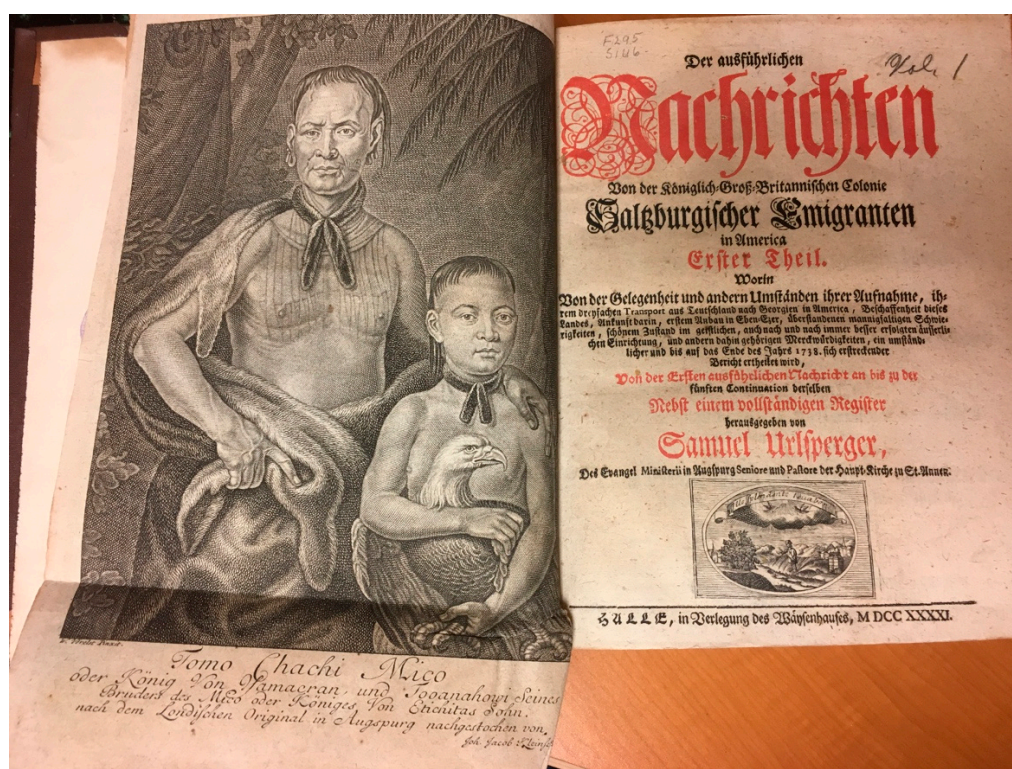 W. Verelst Pinxit.
Tomo Chachi Mico
oder König Von Yamacran, und Tooanahowi Seines
Bruders des Mico oder Königes Von Etichitas Sohn.
nach dem Londischen Original in Augspurg nachgestochen von,
Joh. Jacob Kleinsch
F295
S1U6
Vol. 1
Der ausführlichen
Nachrichten
Von der Königlich-Groß-Britannischen Colonie
Saltzburgischer Emigranten
in America
Erster Theil.
Worin
Von der Gelegenheit und andern Umständen ihrer Aufnahme, ih-
rem dreyfachen Transport aus Teutschland nach Georgien in America, Beschaffenheit dieses
Landes, Ankunft darin, erstem Anbau in Eben-Ezer, überstandenen mannigfaltigen Schwie-
rigkeiten, schönem Zustand im geistlichen, auch nach und nach immer besser erfolgten äusserli-
chen Einrichtung, und andern dahin gehörigen Merckwürdigkeiten, ein umständ-
licher und bis auf das Ende des Jahrs 1738. sich erstreckender
Bericht ertheilet wird,
Von der Ersten ausführlichen Nachricht an bis zu der
fünften Continuation derselben
Nebst einem vollständigen Register
herausgegeben von
Samuel Urlsperger,
Des Evangel. Ministerii in Augspurg Seniore und Pastore der Haupt-Kirche zu St. Annen.
HALLE, in Verlegung des Wäysenhauses, M DCC XXXXI.